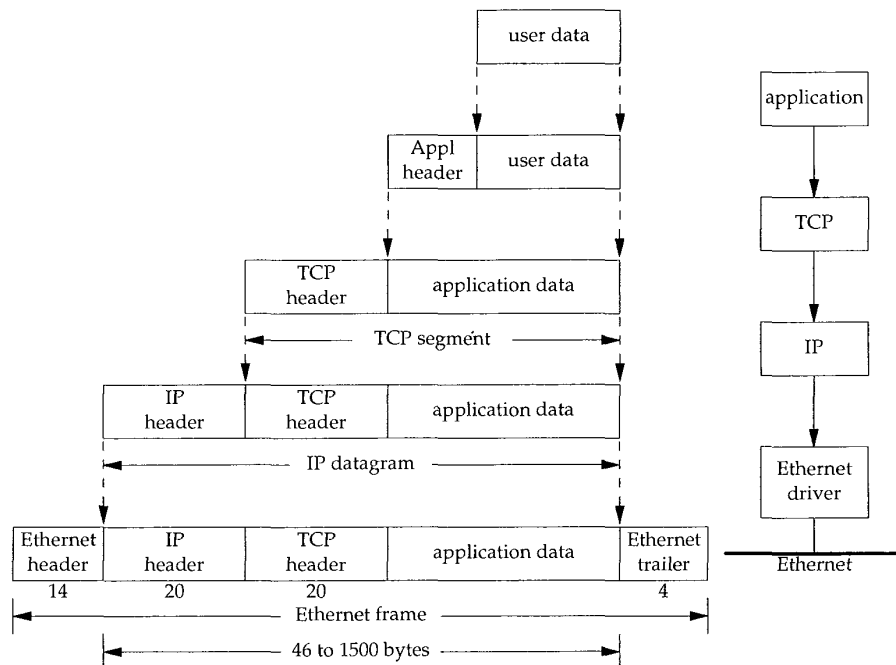 user data
application
Appl
header
user data
TCP
TCP
header
application data
TCP segment
IP
IP
header
TCP
header
application data
IP datagram
Ethernet
driver
Ethernet
header
IP
header
TCP
header
application data
Ethernet
trailer
Ethernet
14
20
20
4
Ethernet frame
46 to 1500 bytes